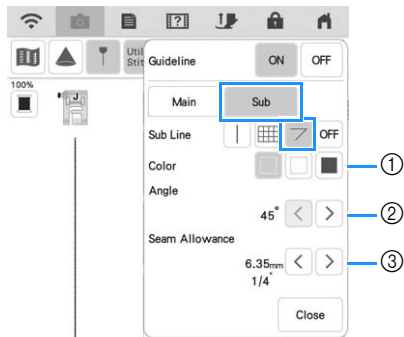 Util
Stit
Guideline ON OFF
100%
J
Main Sub
Sub Line OFF
Color ①
Angle
45° < > ②
Seam Allowance
6.35mm < > ③
1/4"
Close